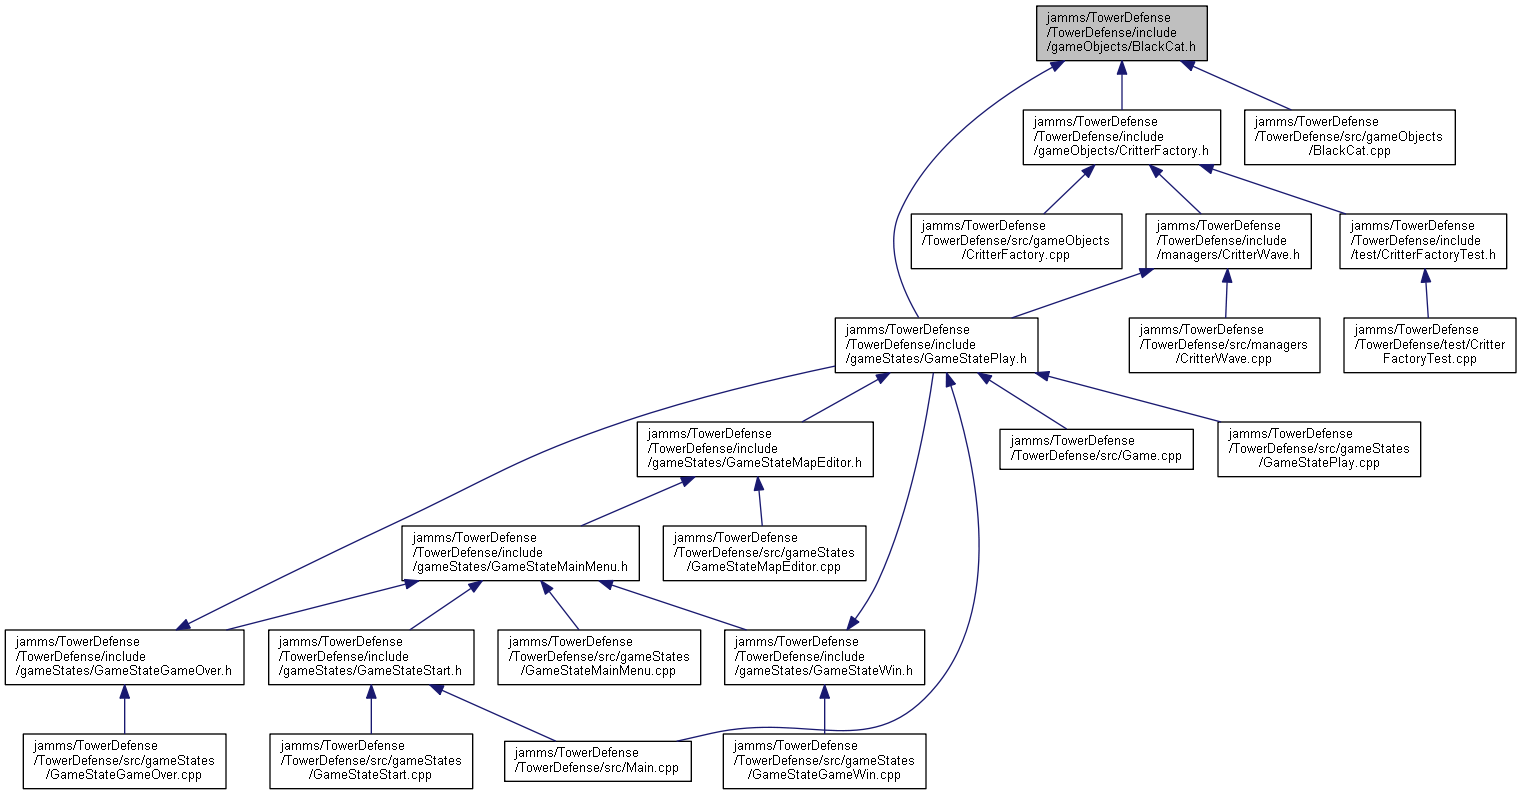 jamms/TowerDefense
/TowerDefense/include
/gameObjects/BlackCat.h
jamms/TowerDefense
/TowerDefense/include
/gameObjects/CritterFactory.h
jamms/TowerDefense
/TowerDefense/src/gameObjects
/BlackCat.cpp
jamms/TowerDefense
/TowerDefense/src/gameObjects
/CritterFactory.cpp
jamms/TowerDefense
/TowerDefense/include
/managers/CritterWave.h
jamms/TowerDefense
/TowerDefense/include
/test/CritterFactoryTest.h
jamms/TowerDefense
/TowerDefense/include
/gameStates/GameStatePlay.h
jamms/TowerDefense
/TowerDefense/src/managers
/CritterWave.cpp
jamms/TowerDefense
/TowerDefense/test/Critter
FactoryTest.cpp
jamms/TowerDefense
/TowerDefense/include
/gameStates/GameStateMapEditor.h
jamms/TowerDefense
/TowerDefense/src/Game.cpp
jamms/TowerDefense
/TowerDefense/src/gameStates
/GameStatePlay.cpp
jamms/TowerDefense
/TowerDefense/include
/gameStates/GameStateMainMenu.h
jamms/TowerDefense
/TowerDefense/src/gameStates
/GameStateMapEditor.cpp
jamms/TowerDefense
/TowerDefense/include
/gameStates/GameStateGameOver.h
jamms/TowerDefense
/TowerDefense/include
/gameStates/GameStateStart.h
jamms/TowerDefense
/TowerDefense/src/gameStates
/GameStateMainMenu.cpp
jamms/TowerDefense
/TowerDefense/include
/gameStates/GameStateWin.h
jamms/TowerDefense
/TowerDefense/src/gameStates
/GameStateGameOver.cpp
jamms/TowerDefense
/TowerDefense/src/gameStates
/GameStateStart.cpp
jamms/TowerDefense
/TowerDefense/src/Main.cpp
jamms/TowerDefense
/TowerDefense/src/gameStates
/GameStateGameWin.cpp